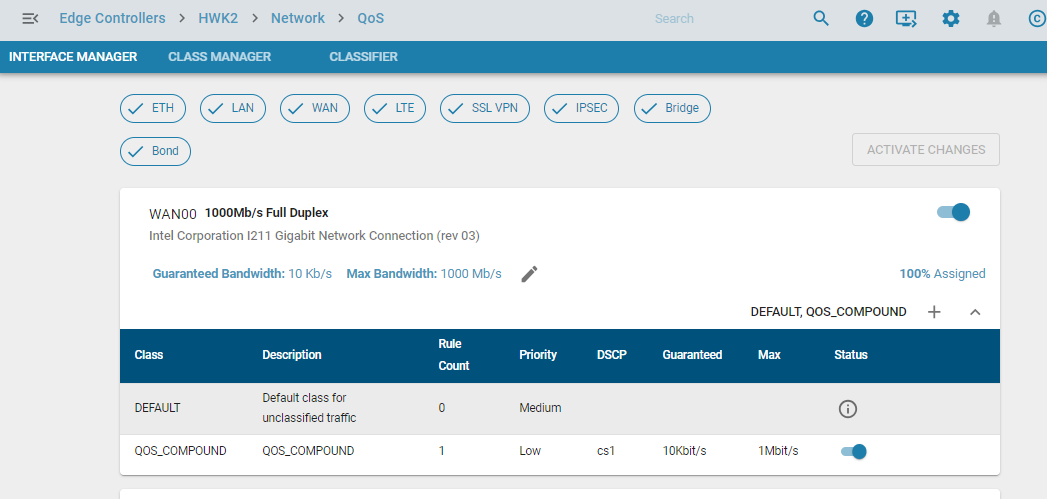 Edge Controllers > HWK2 > Network > QoS Search
INTERFACE MANAGER CLASS MANAGER CLASSIFIER
ETH LAN WAN LTE SSL VPN IPSEC Bridge
Bond ACTIVATE CHANGES
WAN00 1000Mb/s Full Duplex
Intel Corporation I211 Gigabit Network Connection (rev 03)
Guaranteed Bandwidth: 10 Kb/s Max Bandwidth: 1000 Mb/s 100% Assigned
DEFAULT, QOS_COMPOUND
Class Description Rule Count Priority DSCP Guaranteed Max Status
DEFAULT Default class for unclassified traffic 0 Medium
QOS_COMPOUND QOS_COMPOUND 1 Low cs1 10Kbit/s 1Mbit/s